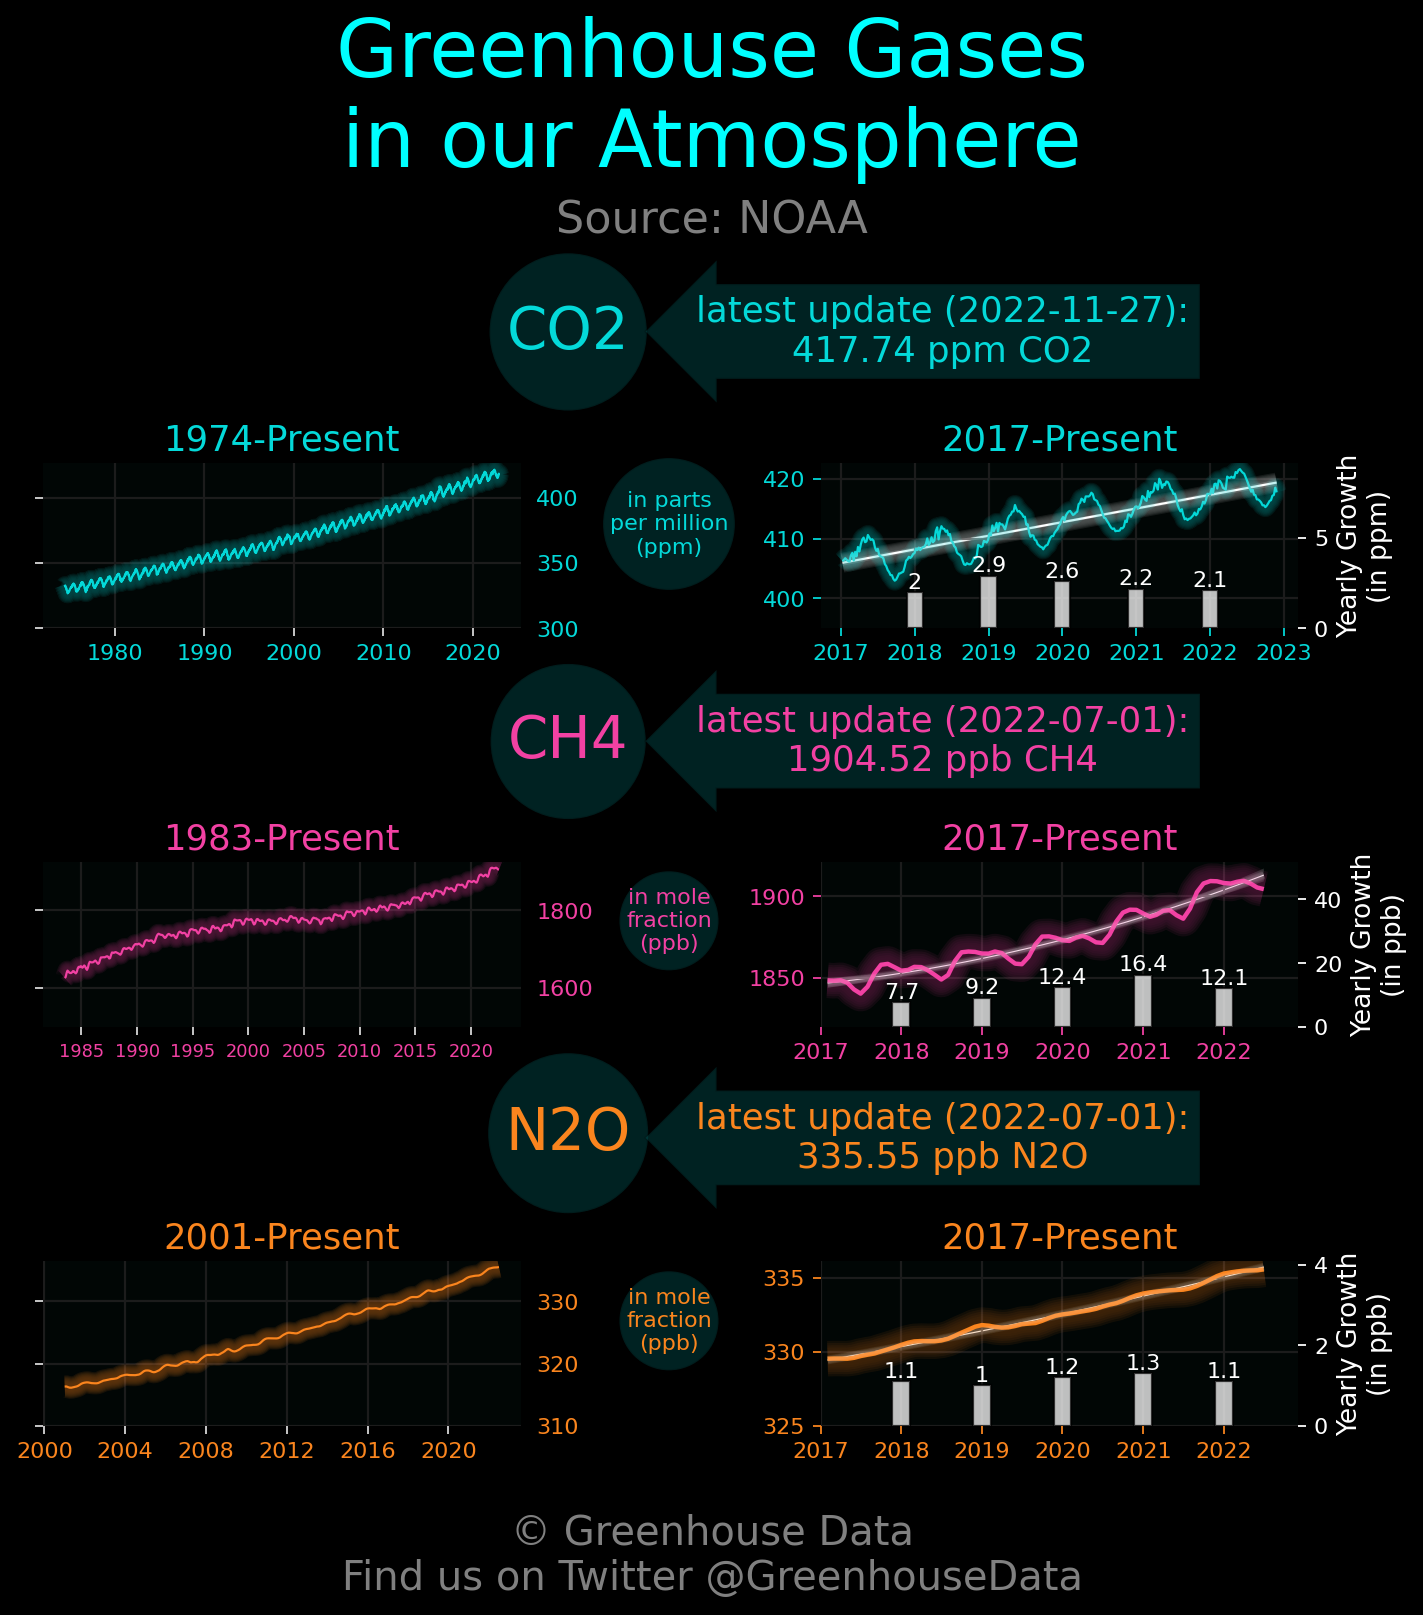 Greenhouse Gases
in our Atmosphere
Source: NOAA
CO2
latest update (2022-11-27):
417.74 ppm CO2
1974-Present
400
350
300
1980 1990 2000 2010 2020
in parts
per million
(ppm)
2017-Present
420
410
400
2 2.9 2.6 2.2 2.1
5
0
Yearly Growth
(in ppm)
2017 2018 2019 2020 2021 2022 2023
CH4
latest update (2022-07-01):
1904.52 ppb CH4
1983-Present
1800
1600
1985 1990 1995 2000 2005 2010 2015 2020
in mole
fraction
(ppb)
2017-Present
1900
1850
7.7 9.2 12.4 16.4 12.1
40
20
0
Yearly Growth
(in ppb)
2017 2018 2019 2020 2021 2022
N2O
latest update (2022-07-01):
335.55 ppb N2O
2001-Present
330
320
310
2000 2004 2008 2012 2016 2020
in mole
fraction
(ppb)
2017-Present
335
330
325
1.1 1 1.2 1.3 1.1
4
2
0
Yearly Growth
(in ppb)
2017 2018 2019 2020 2021 2022
© Greenhouse Data
Find us on Twitter @GreenhouseData